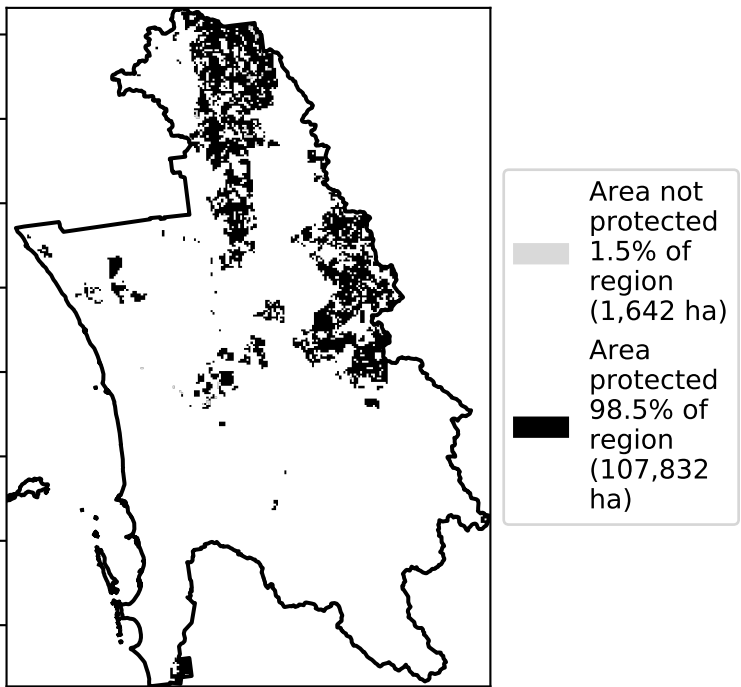 Area not
protected
1.5% of
region
(1,642 ha)
Area
protected
98.5% of
region
(107,832
ha)